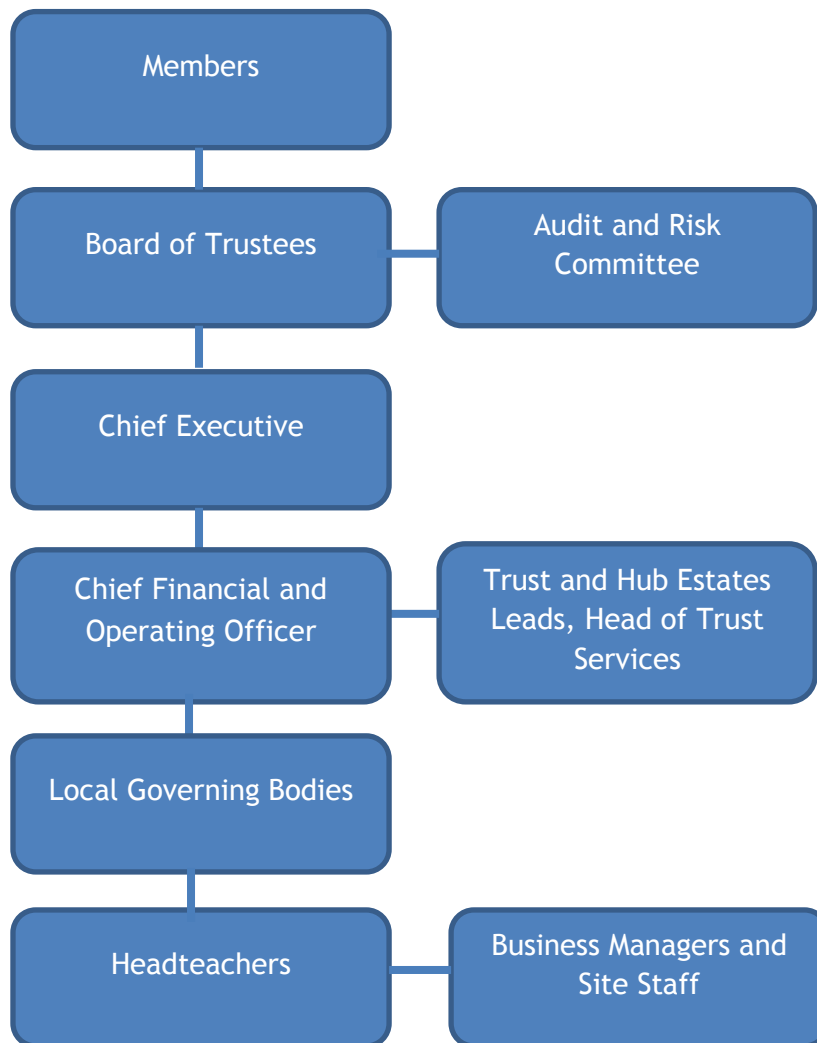 Members
Board of Trustees
Audit and Risk
Committee
Chief Executive
Chief Financial and
Operating Officer
Trust and Hub Estates
Leads, Head of Trust
Services
Local Governing Bodies
Headteachers
Business Managers and
Site Staff